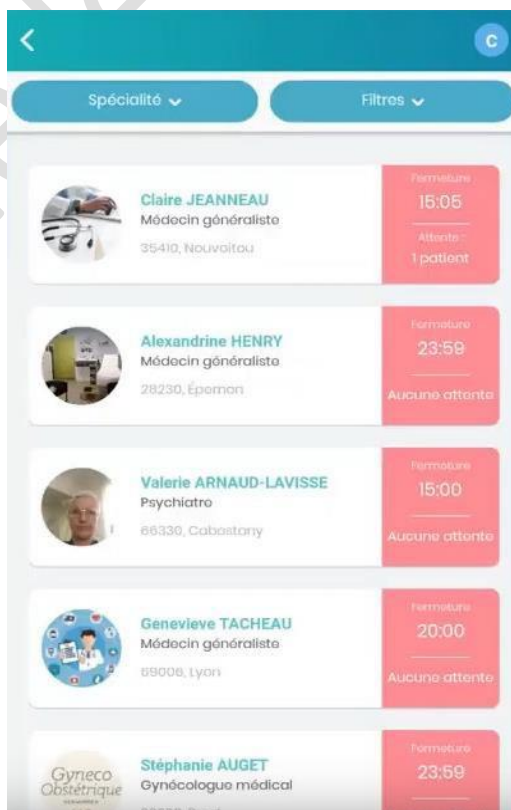 C
Spécialité
Filtres
Claire JEANNEAU
Médecin généraliste
35410, Nouvoitou
Fermeture
15:05
Attente :
1 patient
Alexandrine HENRY
Médecin généraliste
28230, Épernon
Fermeture
23:59
Aucune attente
Valerie ARNAUD-LAVISSE
Psychiatre
66330, Cabestany
Fermeture
15:00
Aucune attente
Genevieve TACHEAU
Médecin généraliste
69006, Lyon
Fermeture
20:00
Aucune attente
Gyneco
Obstétrique
Stéphanie AUGET
Gynécologue médical
Fermeture
23:59